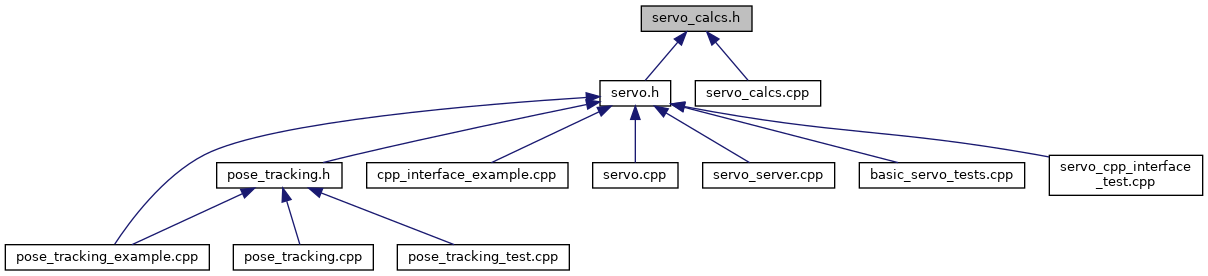 servo_calcs.h
servo.h
servo_calcs.cpp
pose_tracking.h
cpp_interface_example.cpp
servo.cpp
servo_server.cpp
basic_servo_tests.cpp
servo_cpp_interface
_test.cpp
pose_tracking_example.cpp
pose_tracking.cpp
pose_tracking_test.cpp